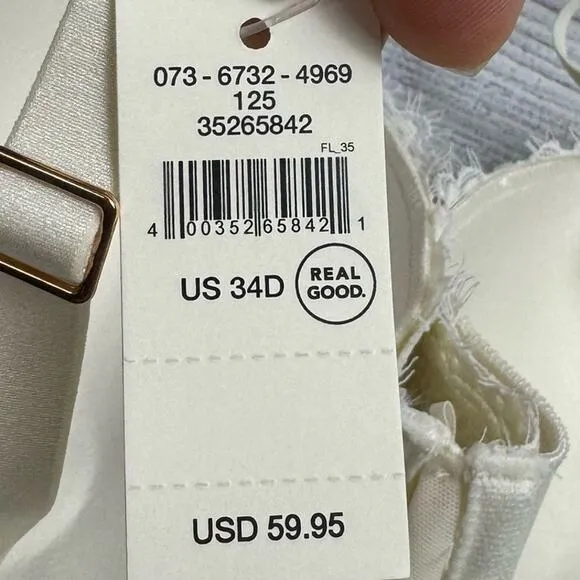 073 - 6732 - 4969
125
35265842
FL_35
4 00352 65842 1
US 34D
REAL
GOOD.
USD 59.95